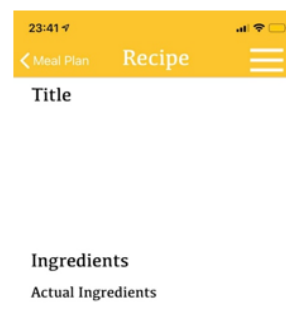 23:41
Meal Plan Recipe
Title
Ingredients
Actual Ingredients